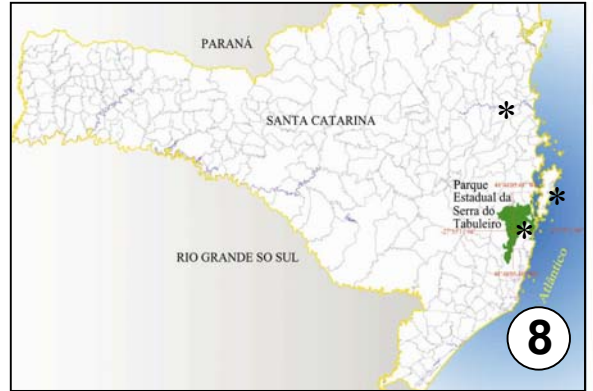 PARANÁ
SANTA CATARINA
Parque
Estadual da
Serra do
Tabuleiro
RIO GRANDE SO SUL
Atlântico
8